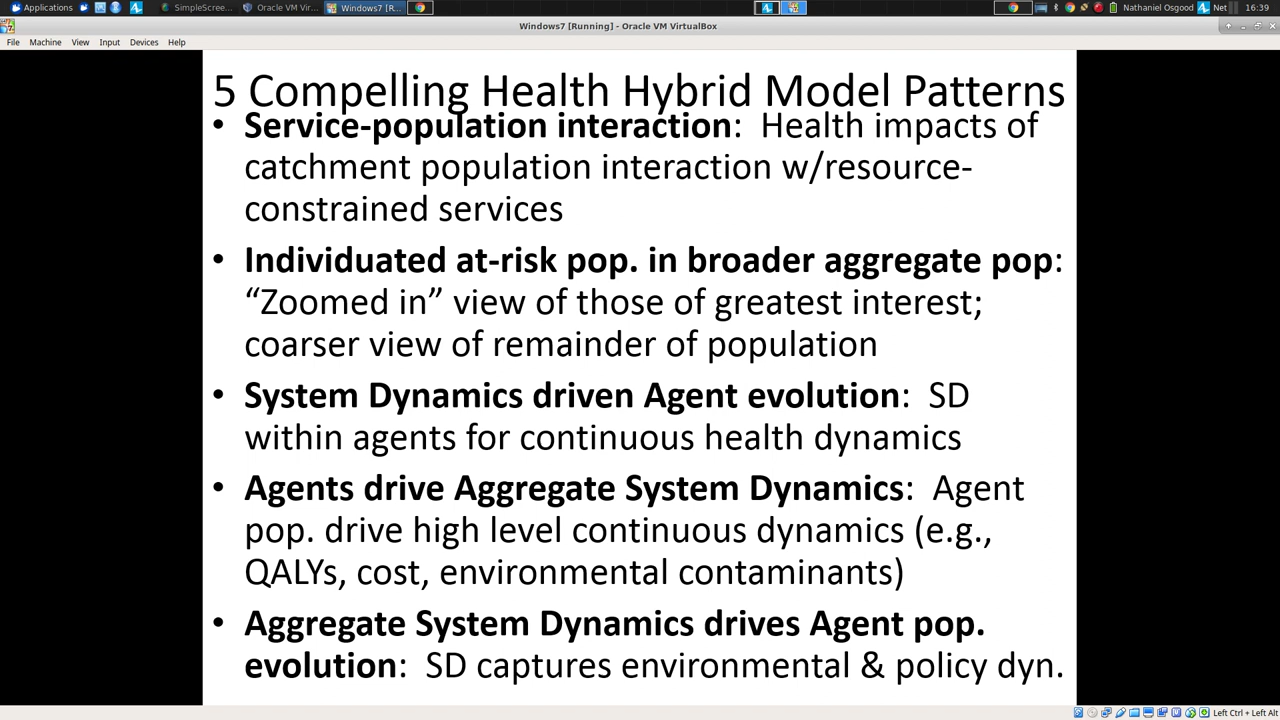 Applications
SimpleScree...
Oracle VM Vir...
Windows7 [R...
Nathaniel Osgood
Net
16:39
Windows7 [Running] - Oracle VM VirtualBox
File Machine View Input Devices Help
5 Compelling Health Hybrid Model Patterns
• Service-population interaction: Health impacts of
catchment population interaction w/resource-
constrained services
• Individuated at-risk pop. in broader aggregate pop:
“Zoomed in” view of those of greatest interest;
coarser view of remainder of population
• System Dynamics driven Agent evolution: SD
within agents for continuous health dynamics
• Agents drive Aggregate System Dynamics: Agent
pop. drive high level continuous dynamics (e.g.,
QALYs, cost, environmental contaminants)
• Aggregate System Dynamics drives Agent pop.
evolution: SD captures environmental & policy dyn.
Left Ctrl + Left Alt